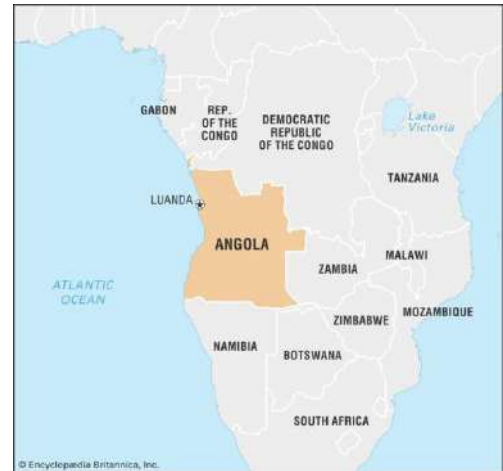 GABON
REP.
OF THE
CONGO
DEMOCRATIC
REPUBLIC
OF THE CONGO
Lake
Victoria
TANZANIA
LUANDA
ANGOLA
ZAMBIA
MALAWI
ATLANTIC
OCEAN
MOZAMBIQUE
ZIMBABWE
NAMIBIA
BOTSWANA
SOUTH AFRICA
© Encyclopædia Britannica, Inc.